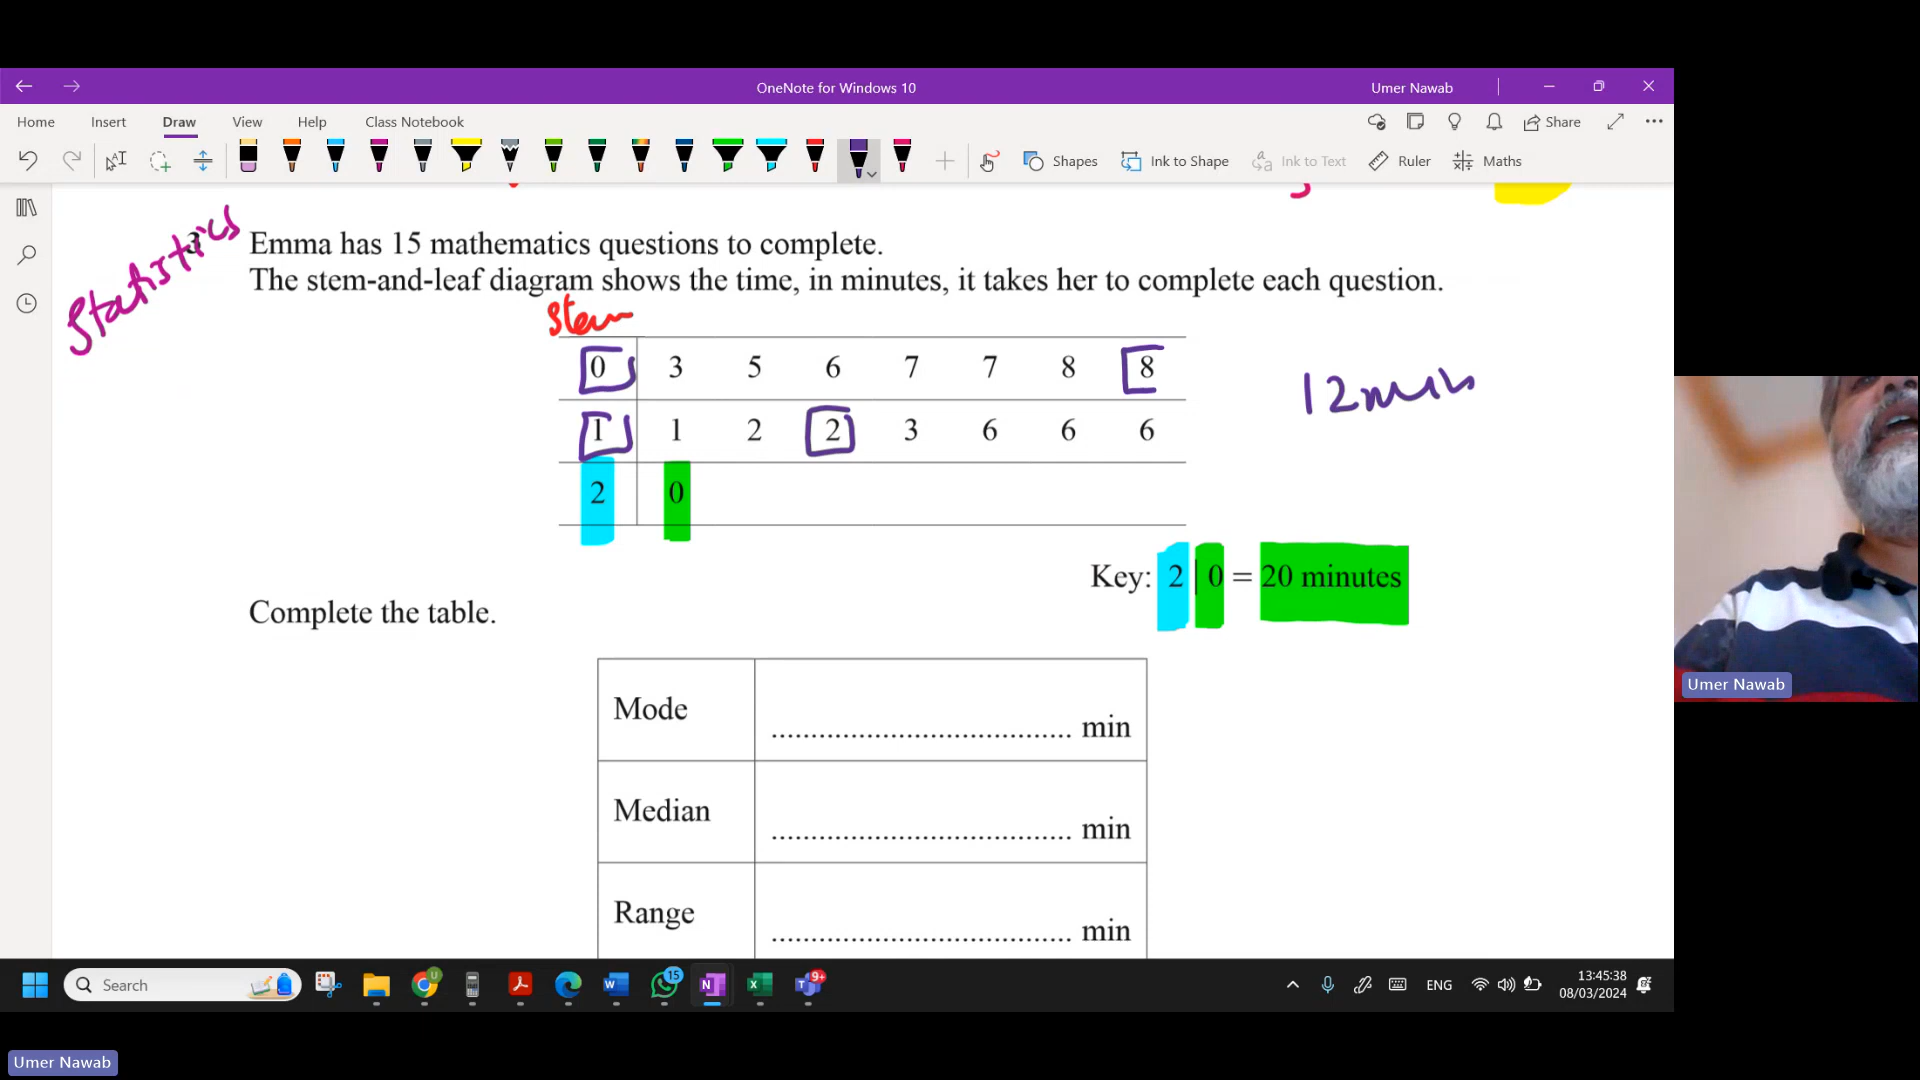 OneNote for Windows 10
Umer Nawab
Home Insert Draw View Help Class Notebook
Share
Shapes Ink to Shape Ink to Text Ruler Maths
Statistics
3 Emma has 15 mathematics questions to complete.
The stem-and-leaf diagram shows the time, in minutes, it takes her to complete each question.
Stem
0 3 5 6 7 7 8 8
12min
1 1 2 2 3 6 6 6
2 0
Key: 2 | 0 = 20 minutes
Complete the table.
Mode ...................................... min
Median ...................................... min
Range ...................................... min
Umer Nawab
Search
U
15
9+
ENG
13:45:38
08/03/2024
Umer Nawab